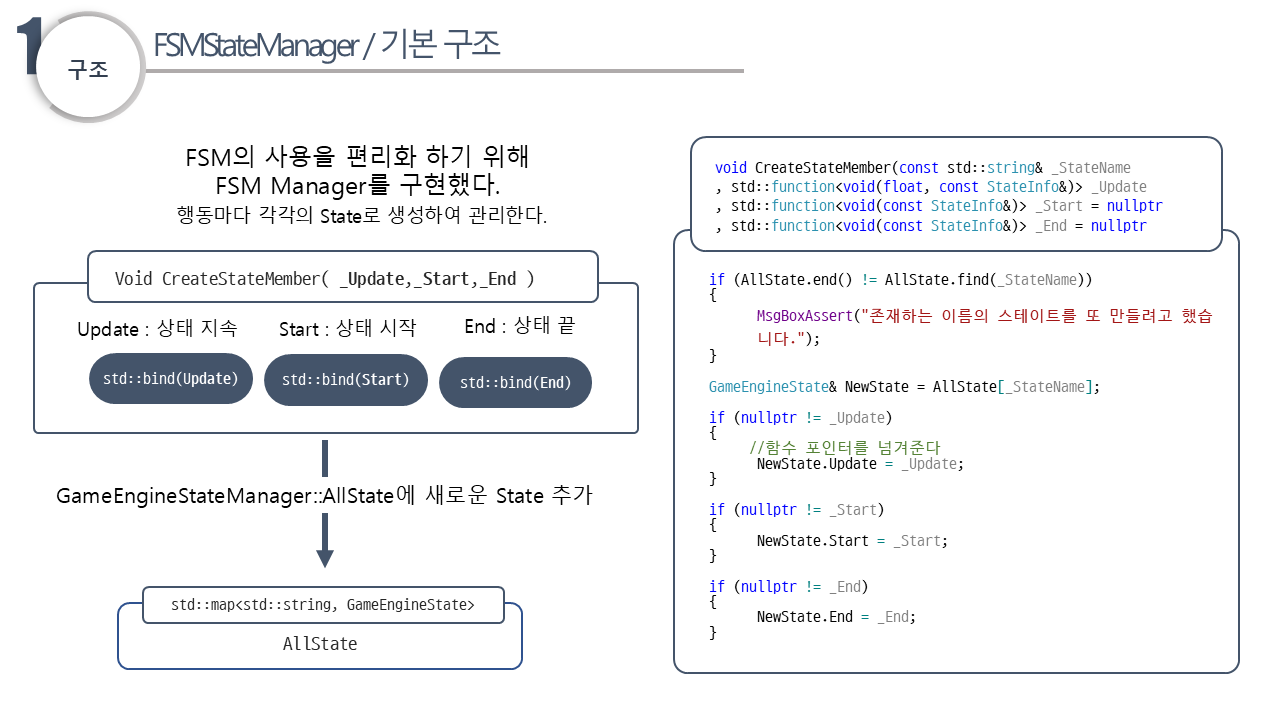 1
구조
FSMStateManager / 기본 구조
FSM의 사용을 편리화 하기 위해
FSM Manager를 구현했다.
행동마다 각각의 State로 생성하여 관리한다.
Void CreateStateMember( _Update,_Start,_End )
Update : 상태 지속
Start : 상태 시작
End : 상태 끝
std::bind(Update)
std::bind(Start)
std::bind(End)
GameEngineStateManager::AllState에 새로운 State 추가
std::map<std::string, GameEngineState>
AllState
void CreateStateMember(const std::string& _StateName
, std::function<void(float, const StateInfo&)> _Update
, std::function<void(const StateInfo&)> _Start = nullptr
, std::function<void(const StateInfo&)> _End = nullptr
if (AllState.end() != AllState.find(_StateName))
{
MsgBoxAssert("존재하는 이름의 스테이트를 또 만들려고 했습
니다.");
}
GameEngineState& NewState = AllState[_StateName];
if (nullptr != _Update)
{
//함수 포인터를 넘겨준다
NewState.Update = _Update;
}
if (nullptr != _Start)
{
NewState.Start = _Start;
}
if (nullptr != _End)
{
NewState.End = _End;
}